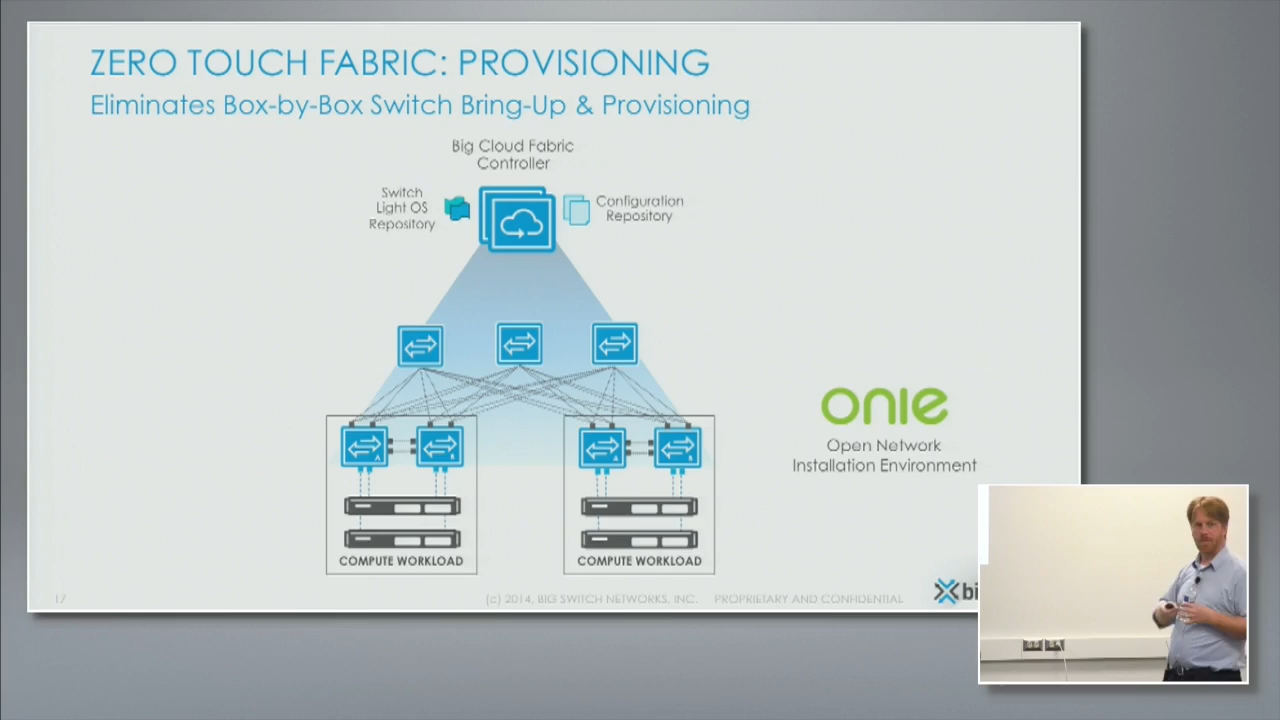 ZERO TOUCH FABRIC: PROVISIONING
Eliminates Box-by-Box Switch Bring-Up & Provisioning
Big Cloud Fabric
Controller
Switch
Light OS
Repository
Configuration
Repository
onie
Open Network
Installation Environment
A
B
A
B
COMPUTE WORKLOAD
COMPUTE WORKLOAD
17
(c) 2014, BIG SWITCH NETWORKS, INC. PROPRIETARY AND CONFIDENTIAL
bi